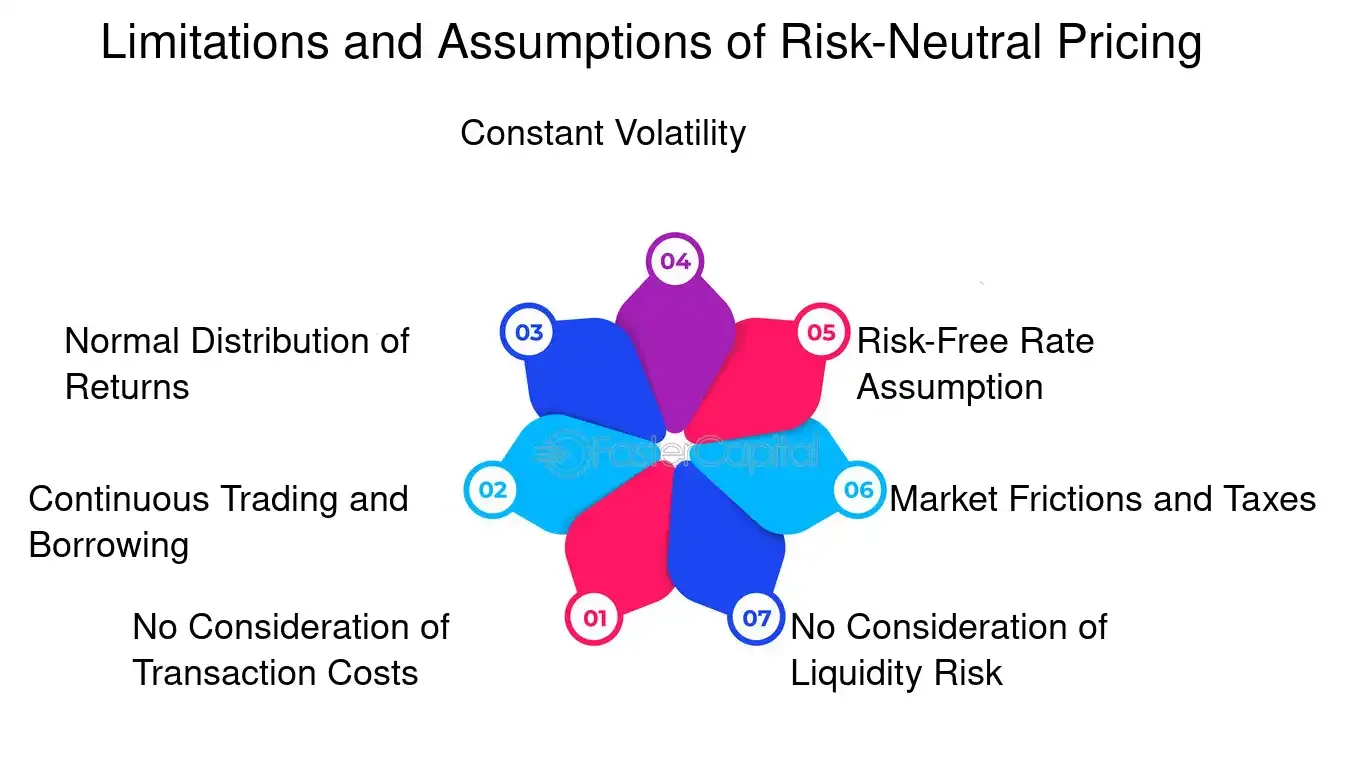 Limitations and Assumptions of Risk-Neutral Pricing
Constant Volatility
04
03
05
Normal Distribution of
Returns
Risk-Free Rate
Assumption
FasterCapital
02
06
Continuous Trading and
Borrowing
Market Frictions and Taxes
01
07
No Consideration of
Transaction Costs
No Consideration of
Liquidity Risk